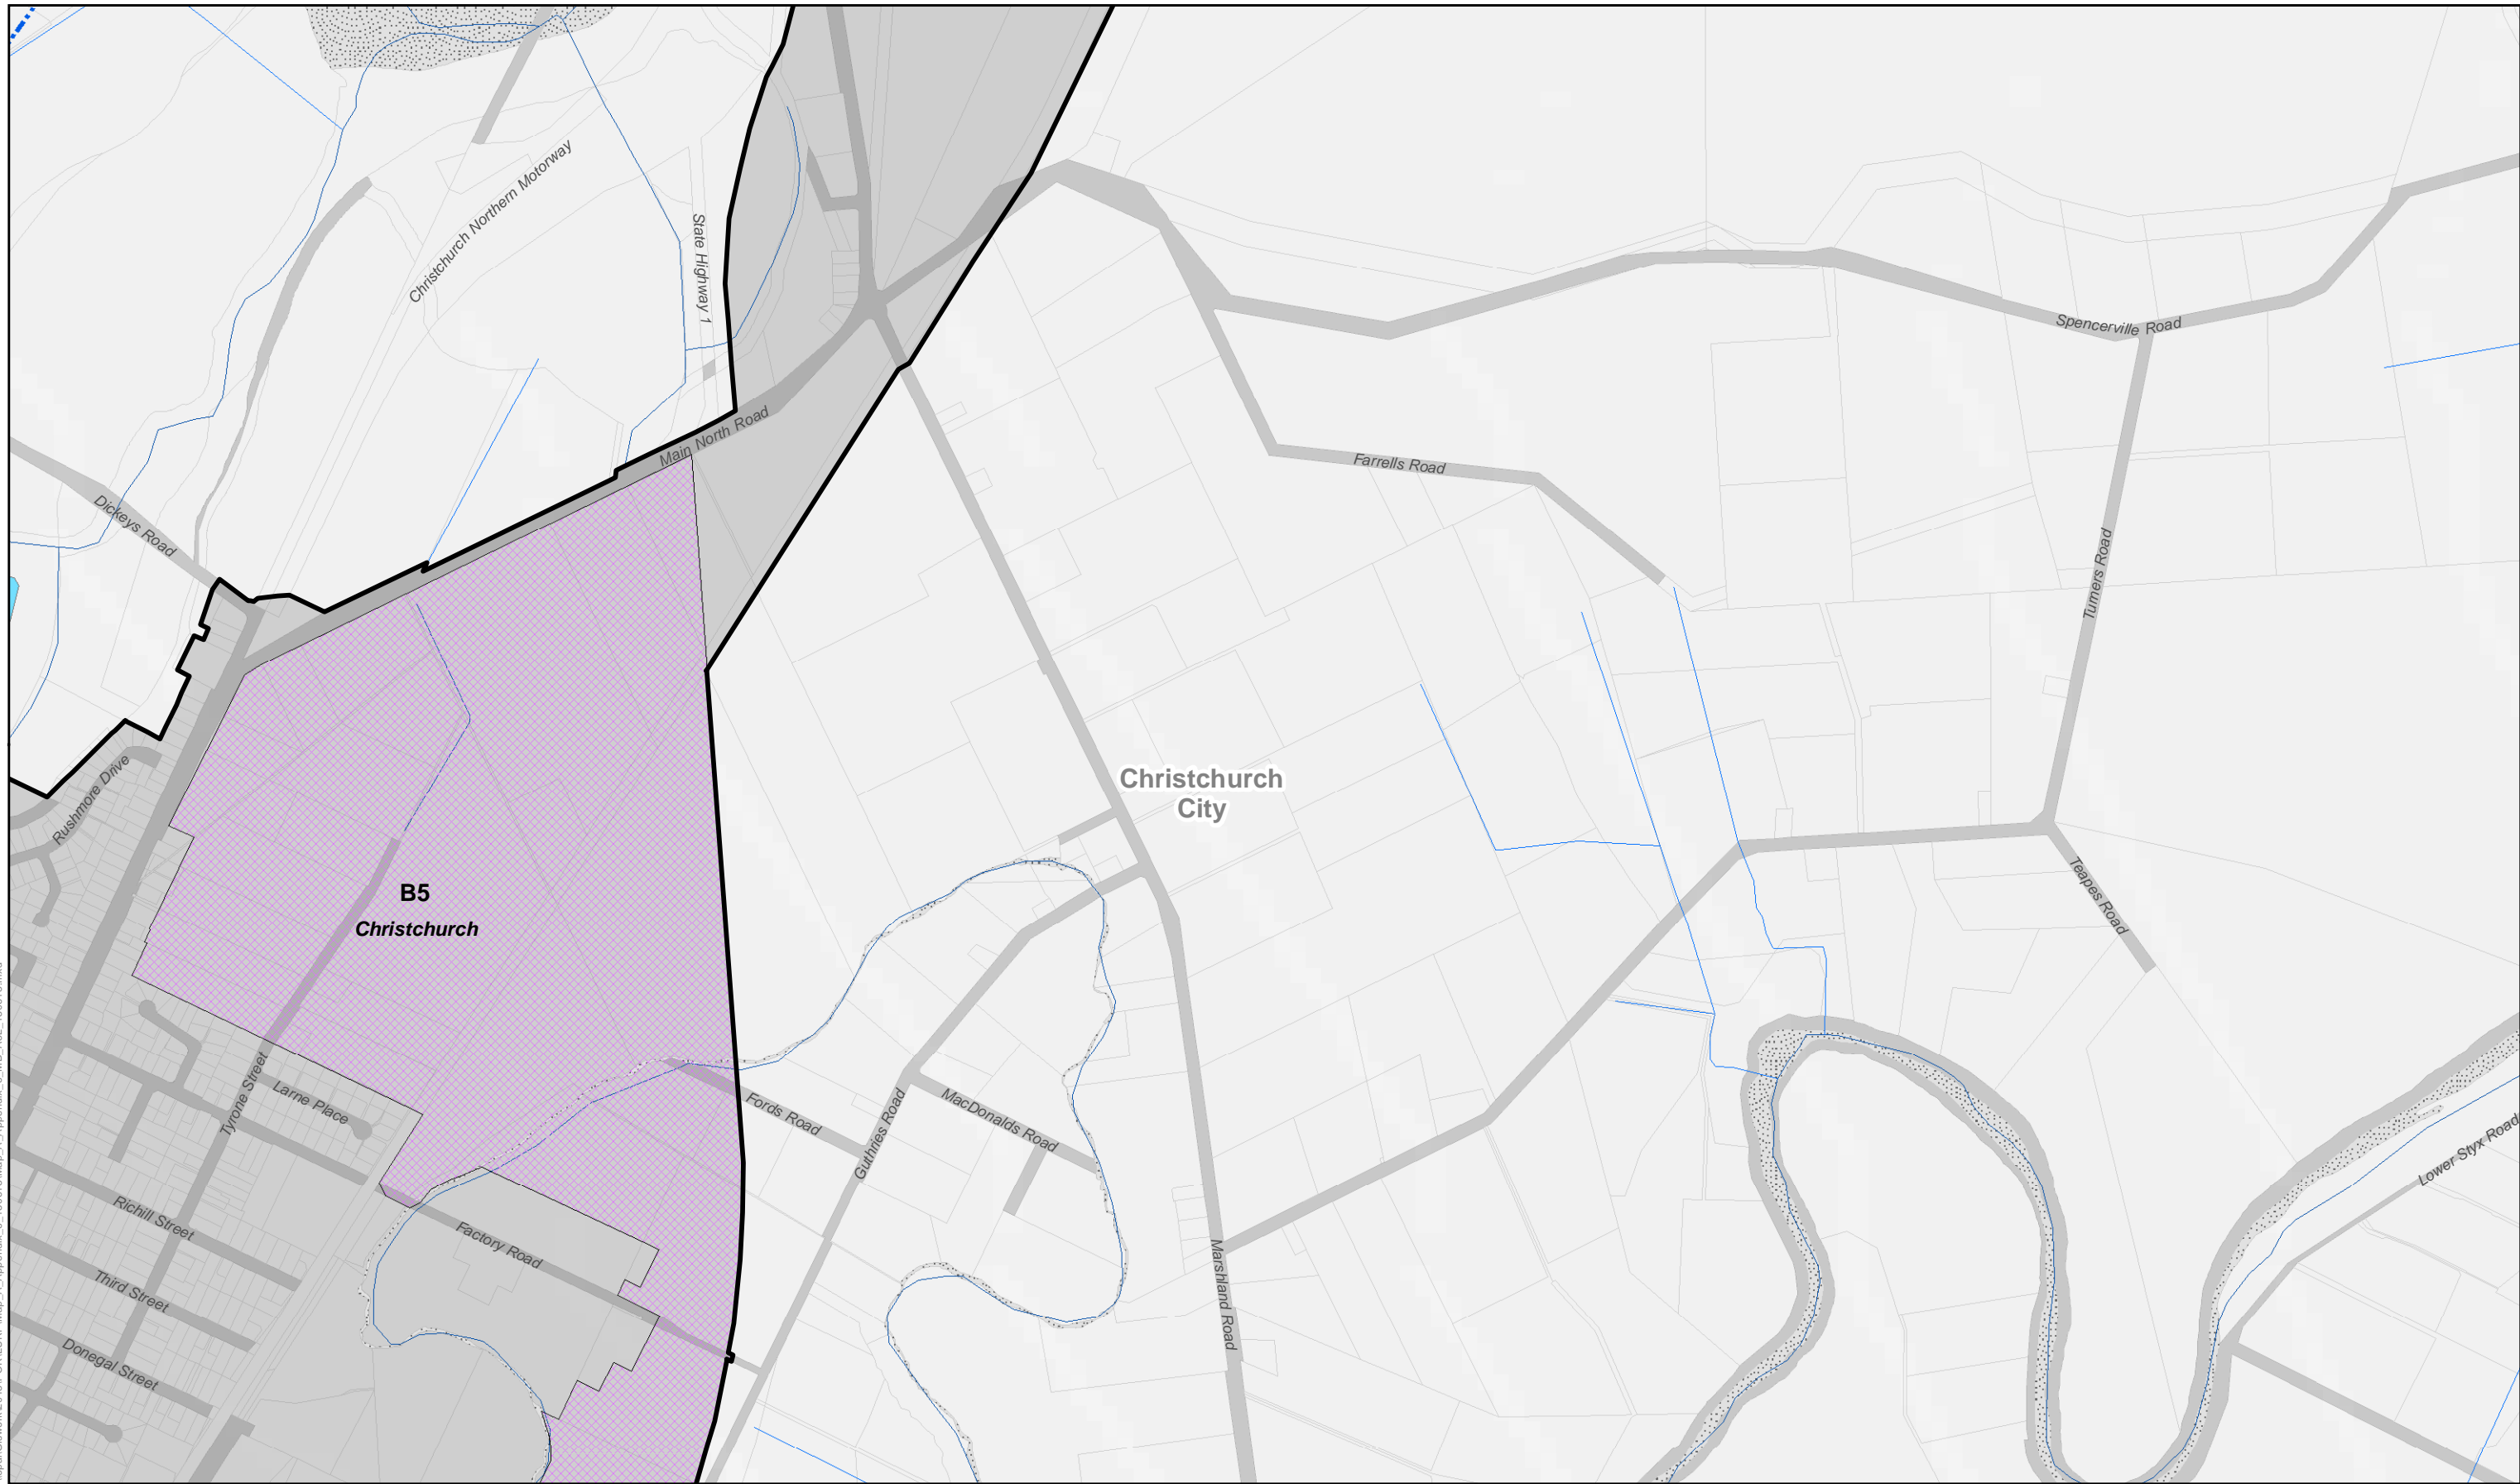 Christchurch Northern Motorway
State Highway 1
Spencerville Road
Main North Road
Farrells Road
Dickeys Road
Turners Road
Rushmore Drive
Christchurch
City
B5
Christchurch
Teapes Road
Tyrone Street
Larne Place
Fords Road
Guthries Road
MacDonalds Road
Lower Styx Road
Richill Street
Factory Road
Marshland Road
Third Street
Donegal Street